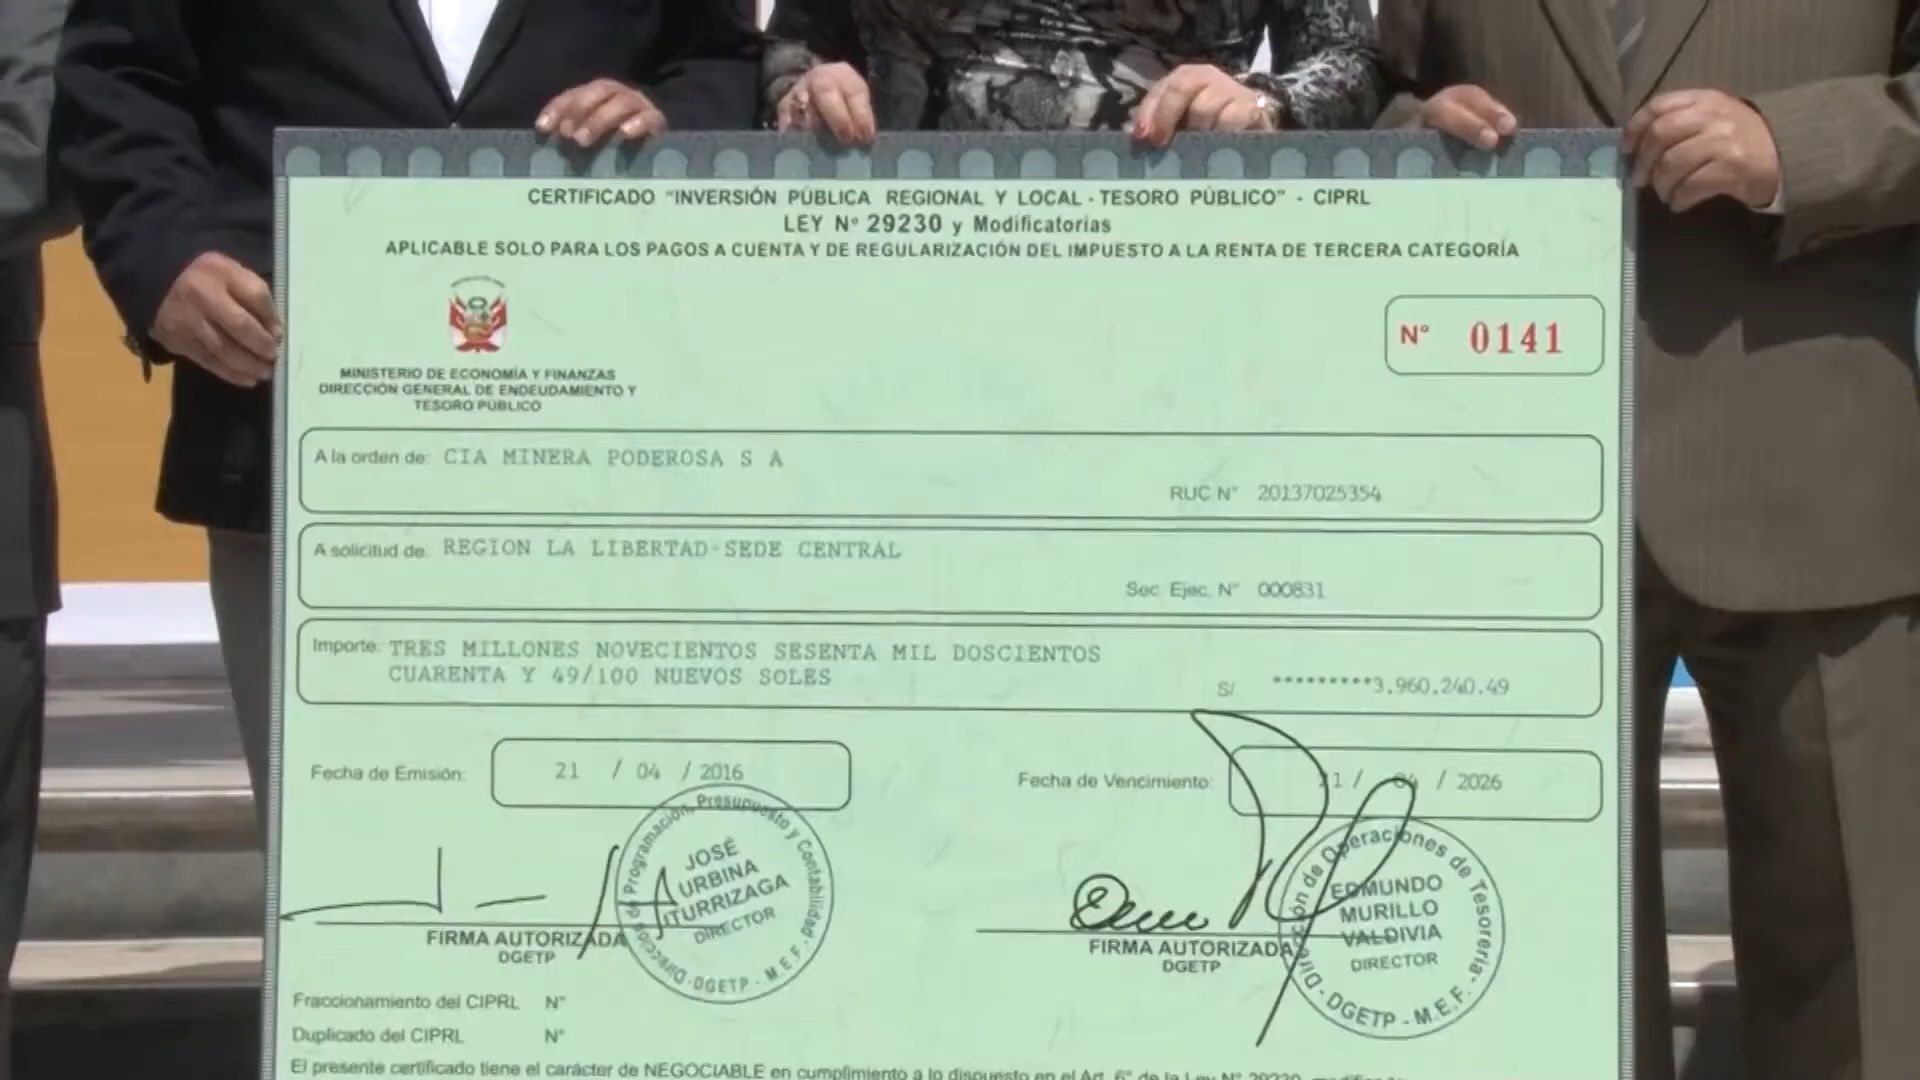 CERTIFICADO "INVERSIÓN PÚBLICA REGIONAL Y LOCAL - TESORO PÚBLICO" - CIPRL
LEY Nº 29230 y Modificatorias
APLICABLE SOLO PARA LOS PAGOS A CUENTA Y DE REGULARIZACIÓN DEL IMPUESTO A LA RENTA DE TERCERA CATEGORÍA
N° 0141
MINISTERIO DE ECONOMÍA Y FINANZAS
DIRECCIÓN GENERAL DE ENDEUDAMIENTO Y
TESORO PÚBLICO
A la orden de: CIA MINERA PODEROSA S A
RUC N° 20137025354
A solicitud de: REGION LA LIBERTAD-SEDE CENTRAL
Sec. Ejec. N° 000831
Importe: TRES MILLONES NOVECIENTOS SESENTA MIL DOSCIENTOS
CUARENTA Y 49/100 NUEVOS SOLES
S/ *********3,960,240.49
Fecha de Emisión: 21 / 04 / 2016
Fecha de Vencimiento: 21 / 04 / 2026
Dirección de Programación, Presupuesto y Contabilidad
JOSÉ
URBINA
ITURRIZAGA
DIRECTOR
DGETP - M.E.F.
Dirección de Operaciones de Tesorería
EDMUNDO
MURILLO
VALDIVIA
DIRECTOR
DGETP - M.E.F.
FIRMA AUTORIZADA
DGETP
FIRMA AUTORIZADA
DGETP
Fraccionamiento del CIPRL N°
Duplicado del CIPRL N°
El presente certificado tiene el carácter de NEGOCIABLE en cumplimiento a lo dispuesto en el Art. 6° de la Ley N° 29230,